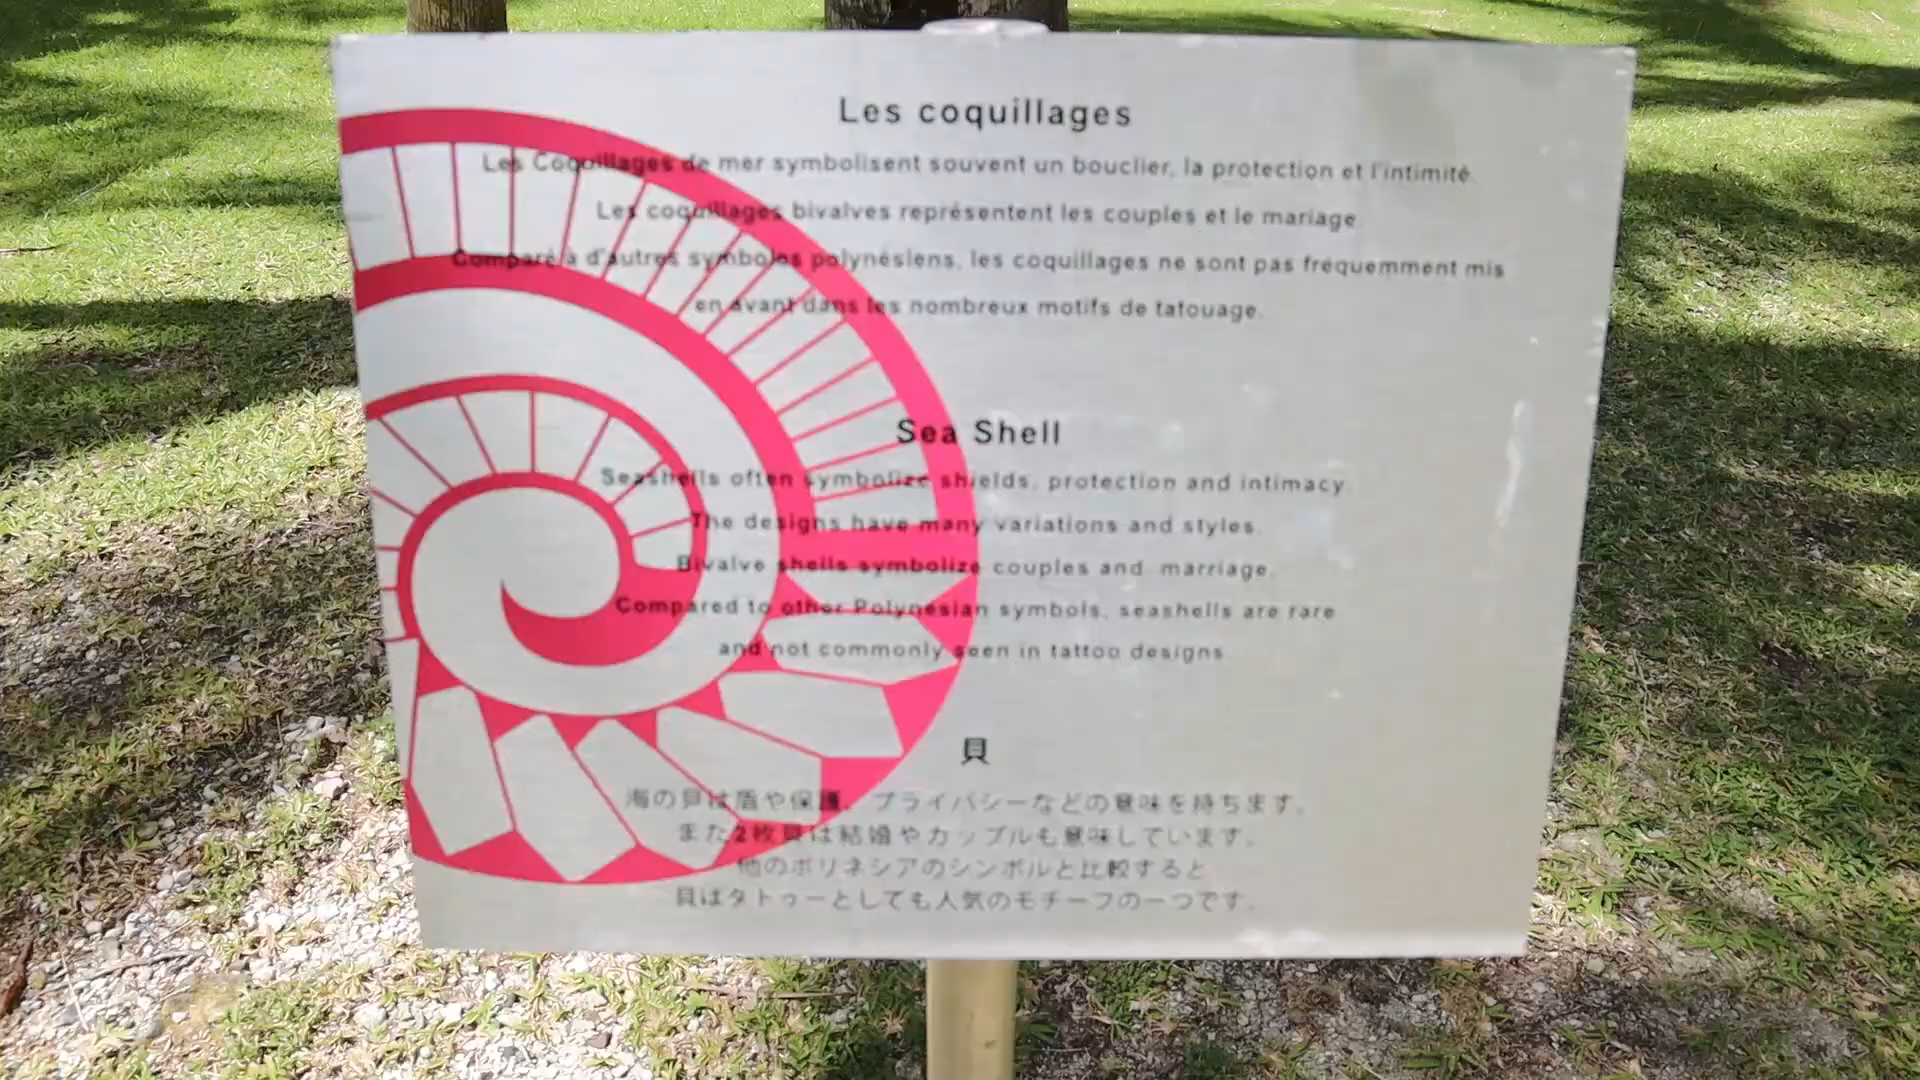 Les coquillages
Les Coquillages de mer symbolisent souvent un bouclier, la protection et l'intimité.
Les coquillages bivalves représentent les couples et le mariage.
Comparé à d'autres symboles polynésiens, les coquillages ne sont pas fréquemment mis
en avant dans les nombreux motifs de tatouage.
Sea Shell
Seashells often symbolize shields, protection and intimacy.
The designs have many variations and styles.
Bivalve shells symbolize couples and marriage.
Compared to other Polynesian symbols, seashells are rare
and not commonly seen in tattoo designs.
貝
海の貝は盾や保護、プライバシーなどの意味を持ちます。
また2枚貝は結婚やカップルも意味しています。
他のポリネシアのシンボルと比較すると
貝はタトゥーとしても人気のモチーフの一つです。